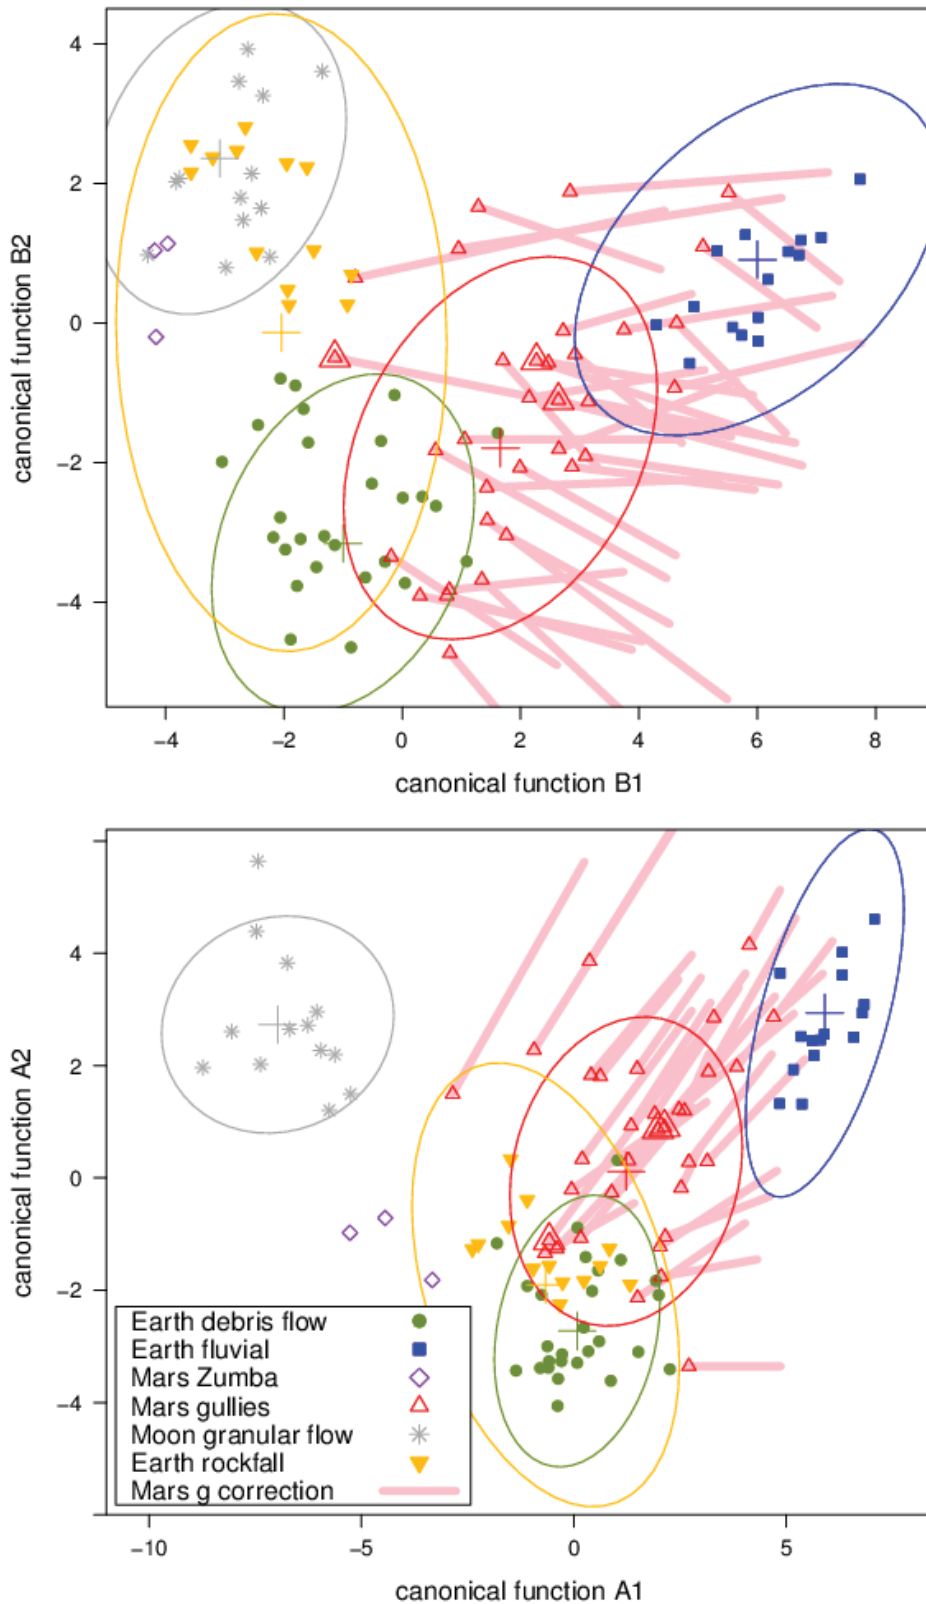 4
2
0
−2
−4
canonical function B2
−4
−2
0
2
4
6
8
canonical function B1
4
2
0
−2
−4
canonical function A2
Earth debris flow
Earth fluvial
Mars Zumba
Mars gullies
Moon granular flow
Earth rockfall
Mars g correction
−10
−5
0
5
canonical function A1